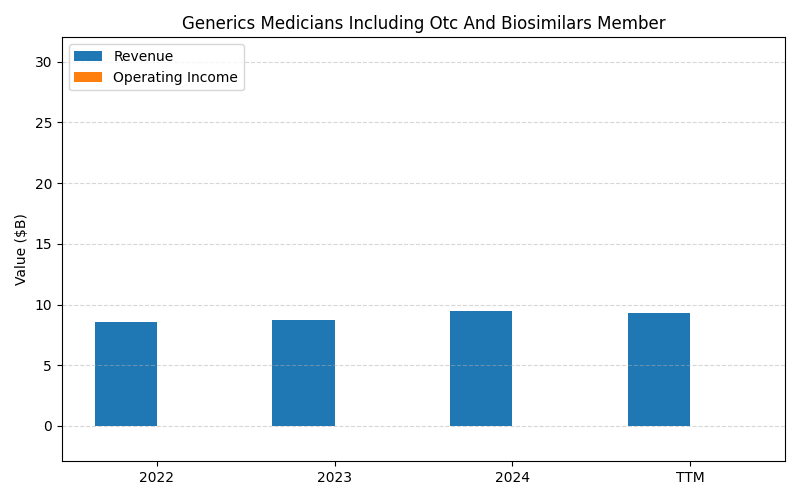 Generics Medicians Including Otc And Biosimilars Member
Revenue
Operating Income
Value ($B)
30
25
20
15
10
5
0
2022
2023
2024
TTM